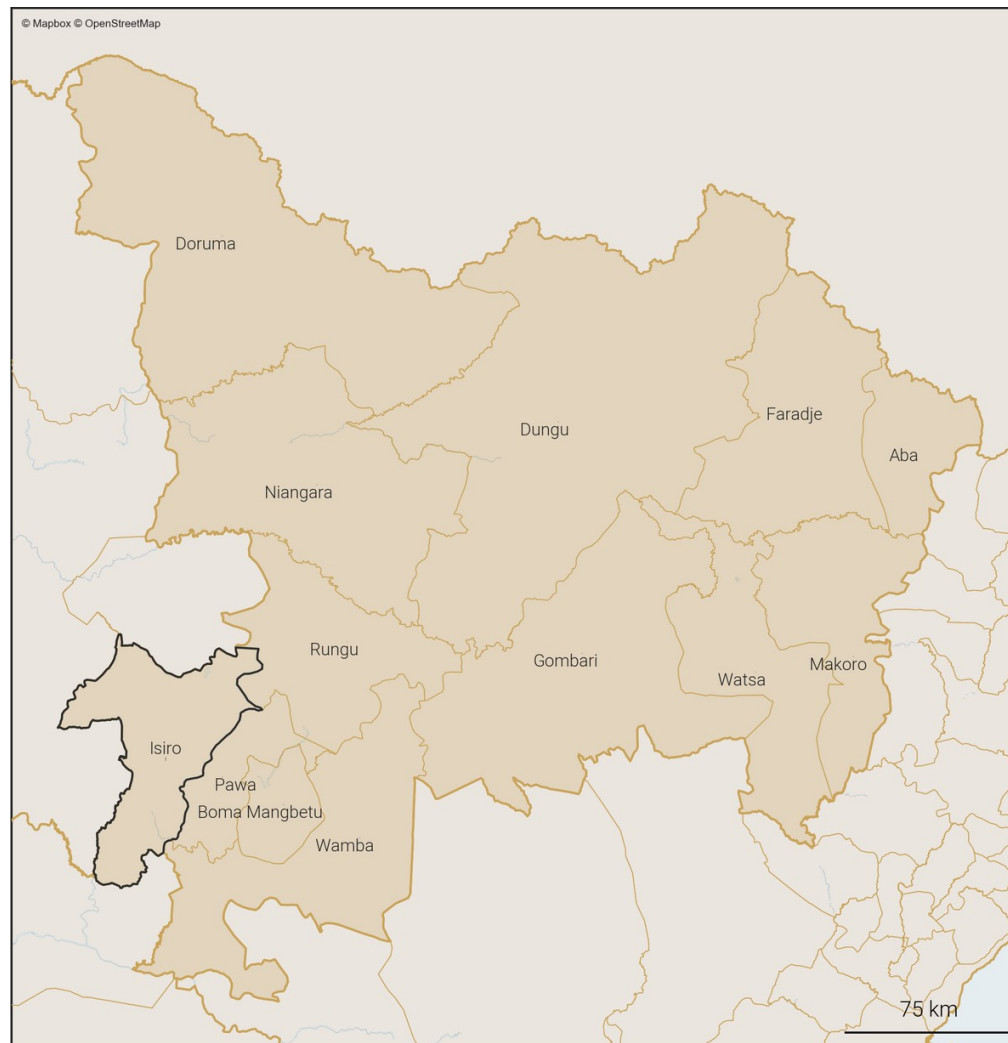 © Mapbox © OpenStreetMap
Doruma
Faradje
Dungu
Aba
Niangara
Rungu
Gombari
Makoro
Watsa
Isiro
Pawa
Boma Mangbetu
Wamba
75 km